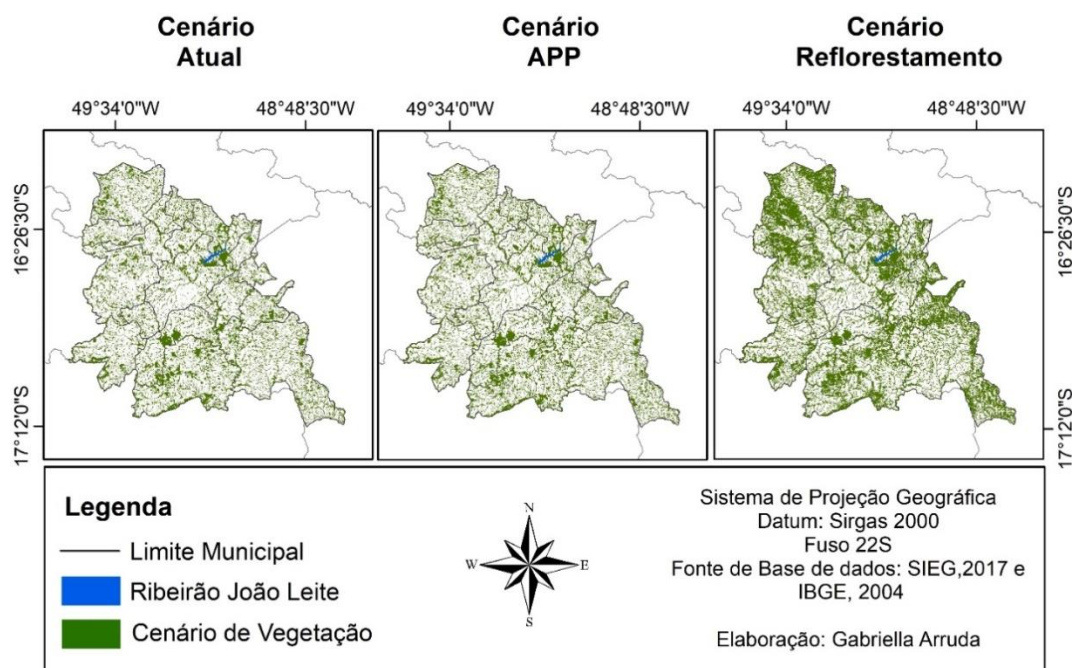 Cenário
Atual
Cenário
APP
Cenário
Reflorestamento
49°34'0"W 48°48'30"W
49°34'0"W 48°48'30"W
49°34'0"W 48°48'30"W
16°26'30"S
17°12'0"S
16°26'30"S
17°12'0"S
Legenda
Limite Municipal
Ribeirão João Leite
Cenário de Vegetação
N
W E
S
Sistema de Projeção Geográfica
Datum: Sirgas 2000
Fuso 22S
Fonte de Base de dados: SIEG,2017 e
IBGE, 2004
Elaboração: Gabriella Arruda